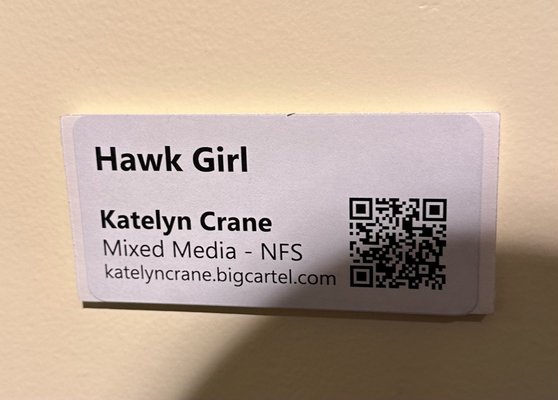 Hawk Girl
Katelyn Crane
Mixed Media - NFS
katelyncrane.bigcartel.com